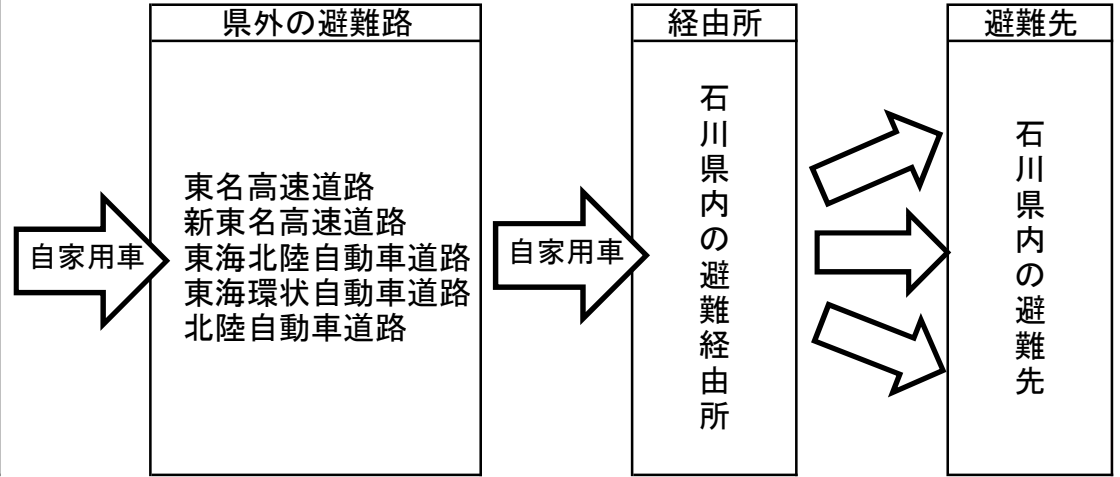 県外の避難路
経由所
避難先
自家用車
東名高速道路
新東名高速道路
東海北陸自動車道路
東海環状自動車道路
北陸自動車道路
自家用車
石川県内の避難経由所
石川県内の避難先